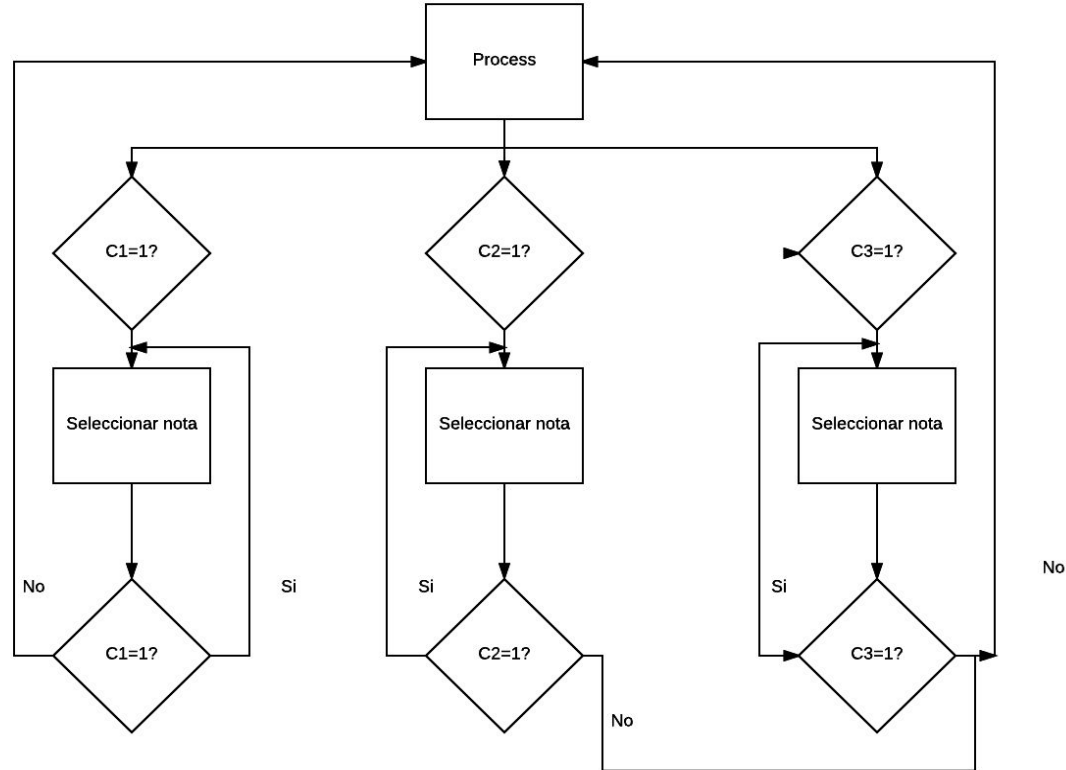 Process
C1=1?
C2=1?
C3=1?
Seleccionar nota
Seleccionar nota
Seleccionar nota
No
Si
Si
Si
No
C1=1?
C2=1?
C3=1?
No